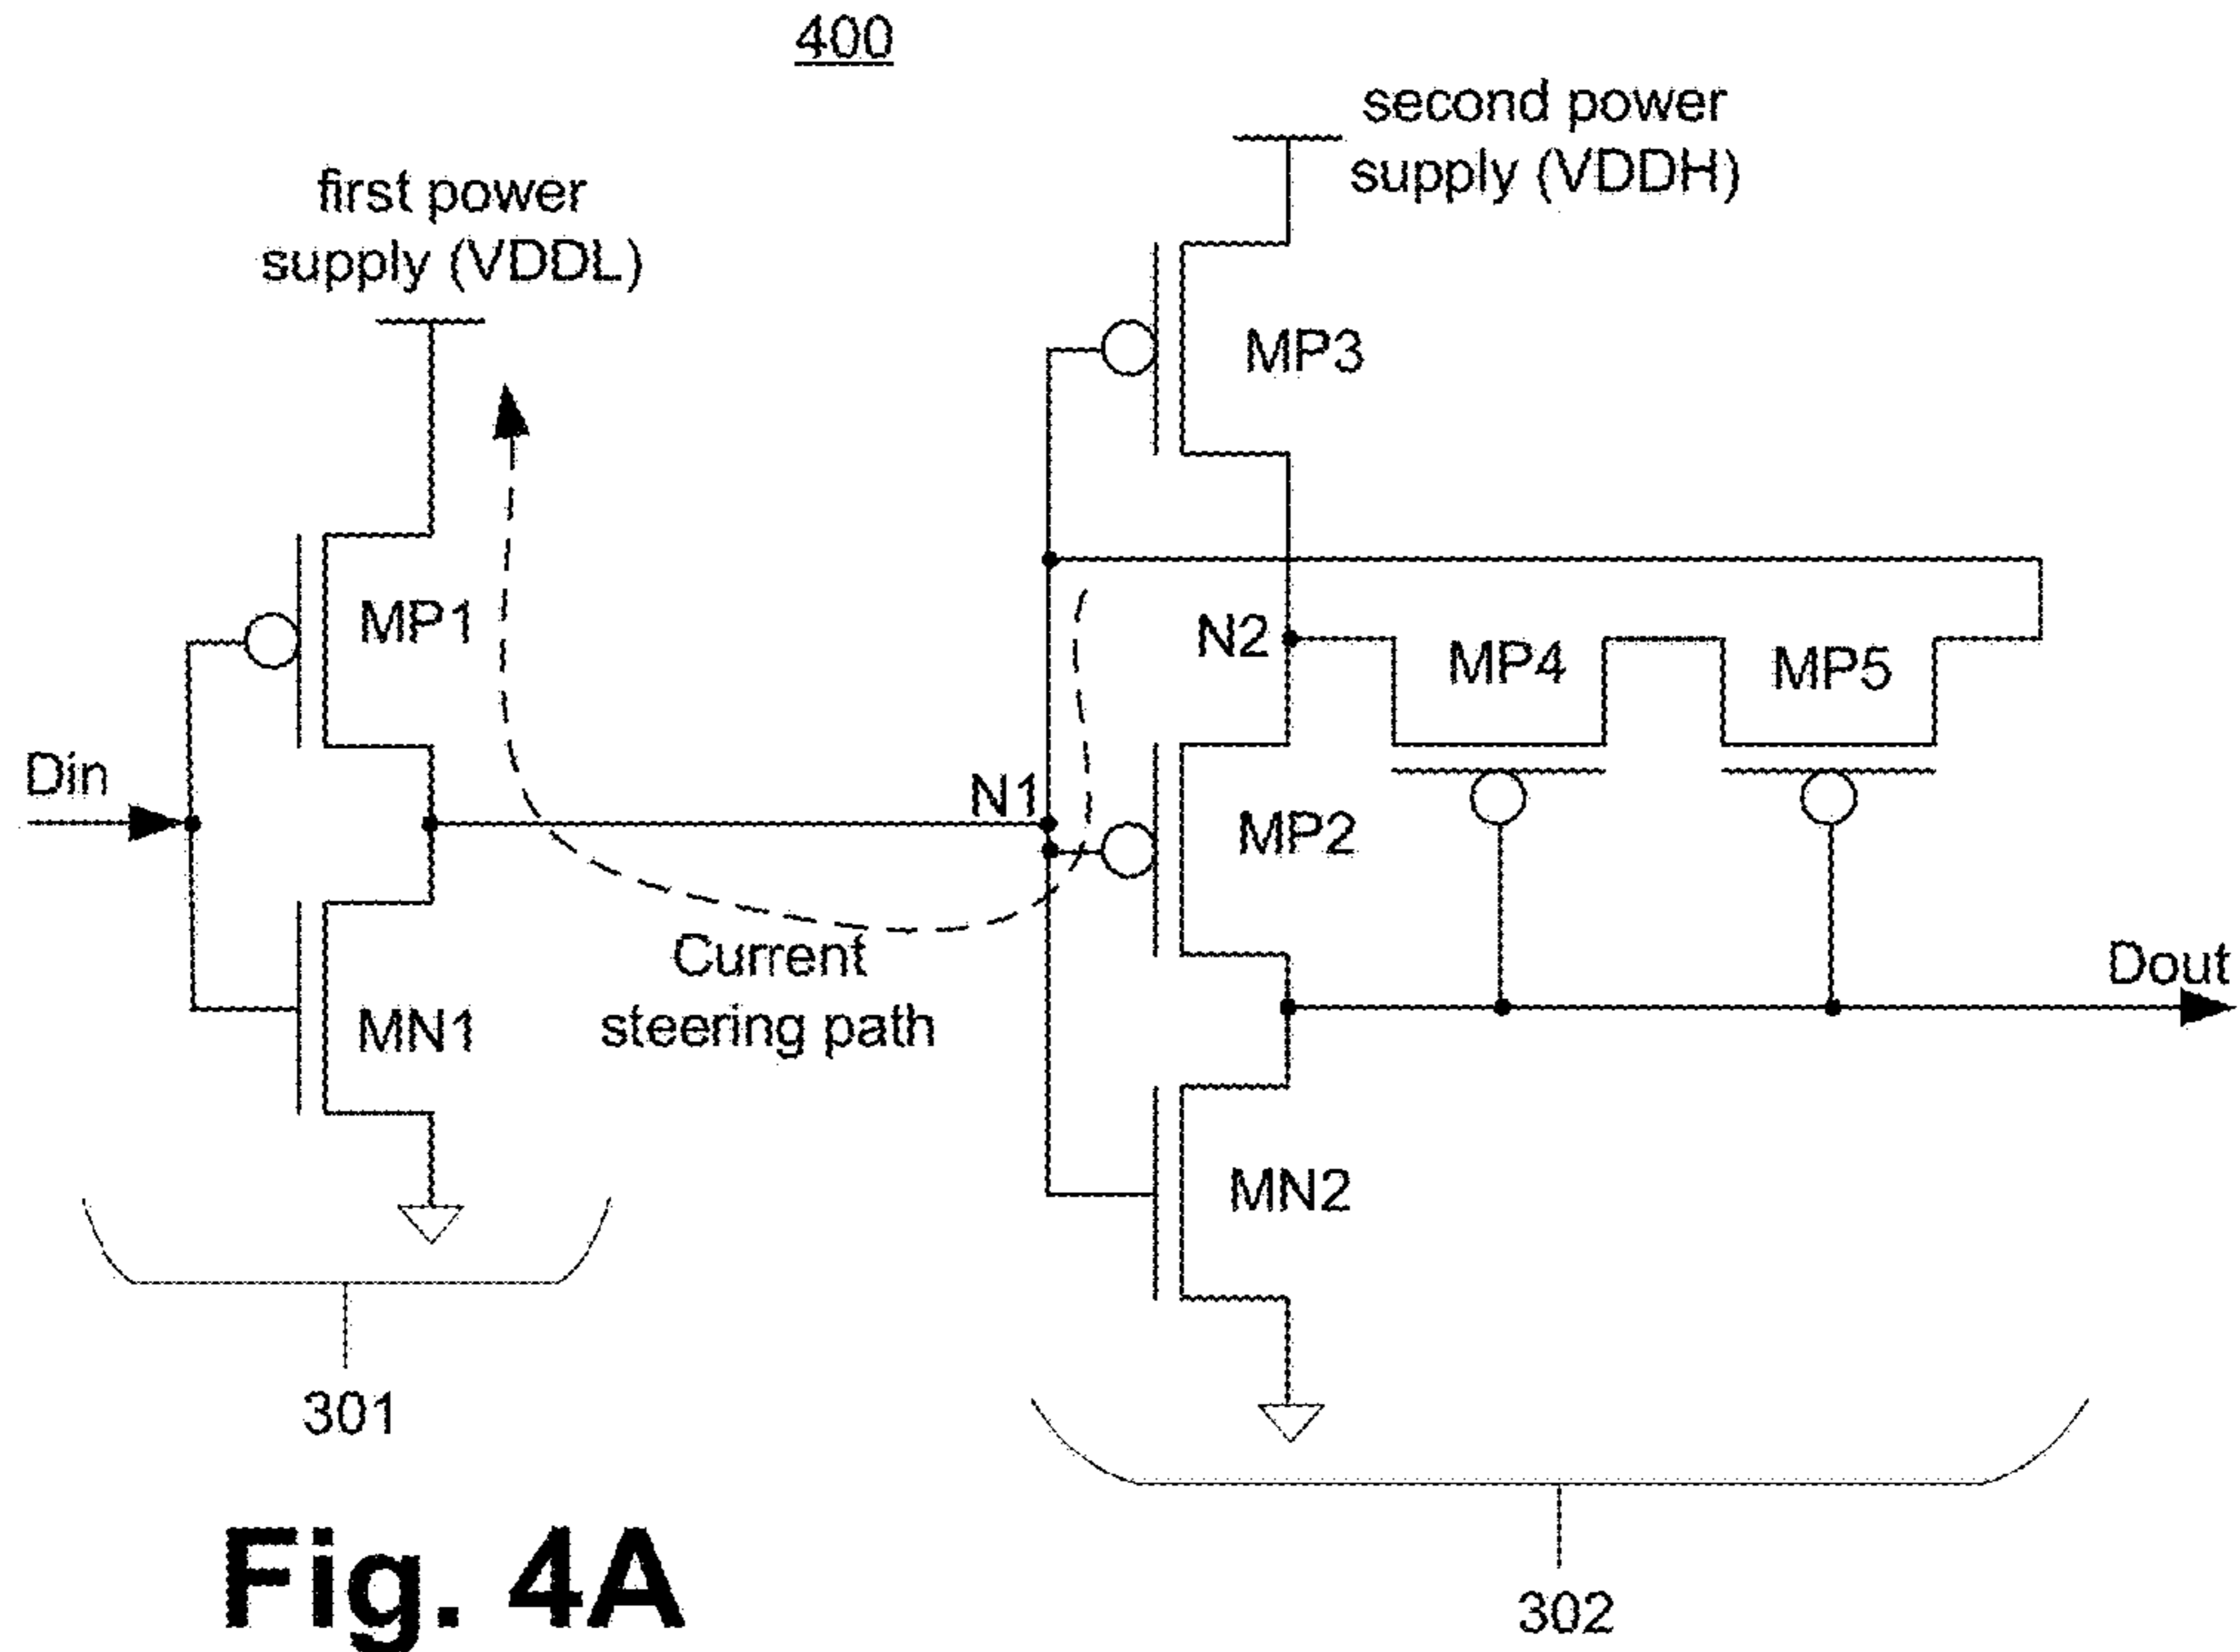 400
second power
supply (VDDH)
first power
supply (VDDL)
MP3
MP1
N2
MP4
MP5
Din
N1
MP2
Current
steering path
Dout
MN1
MN2
301
302
Fig. 4A